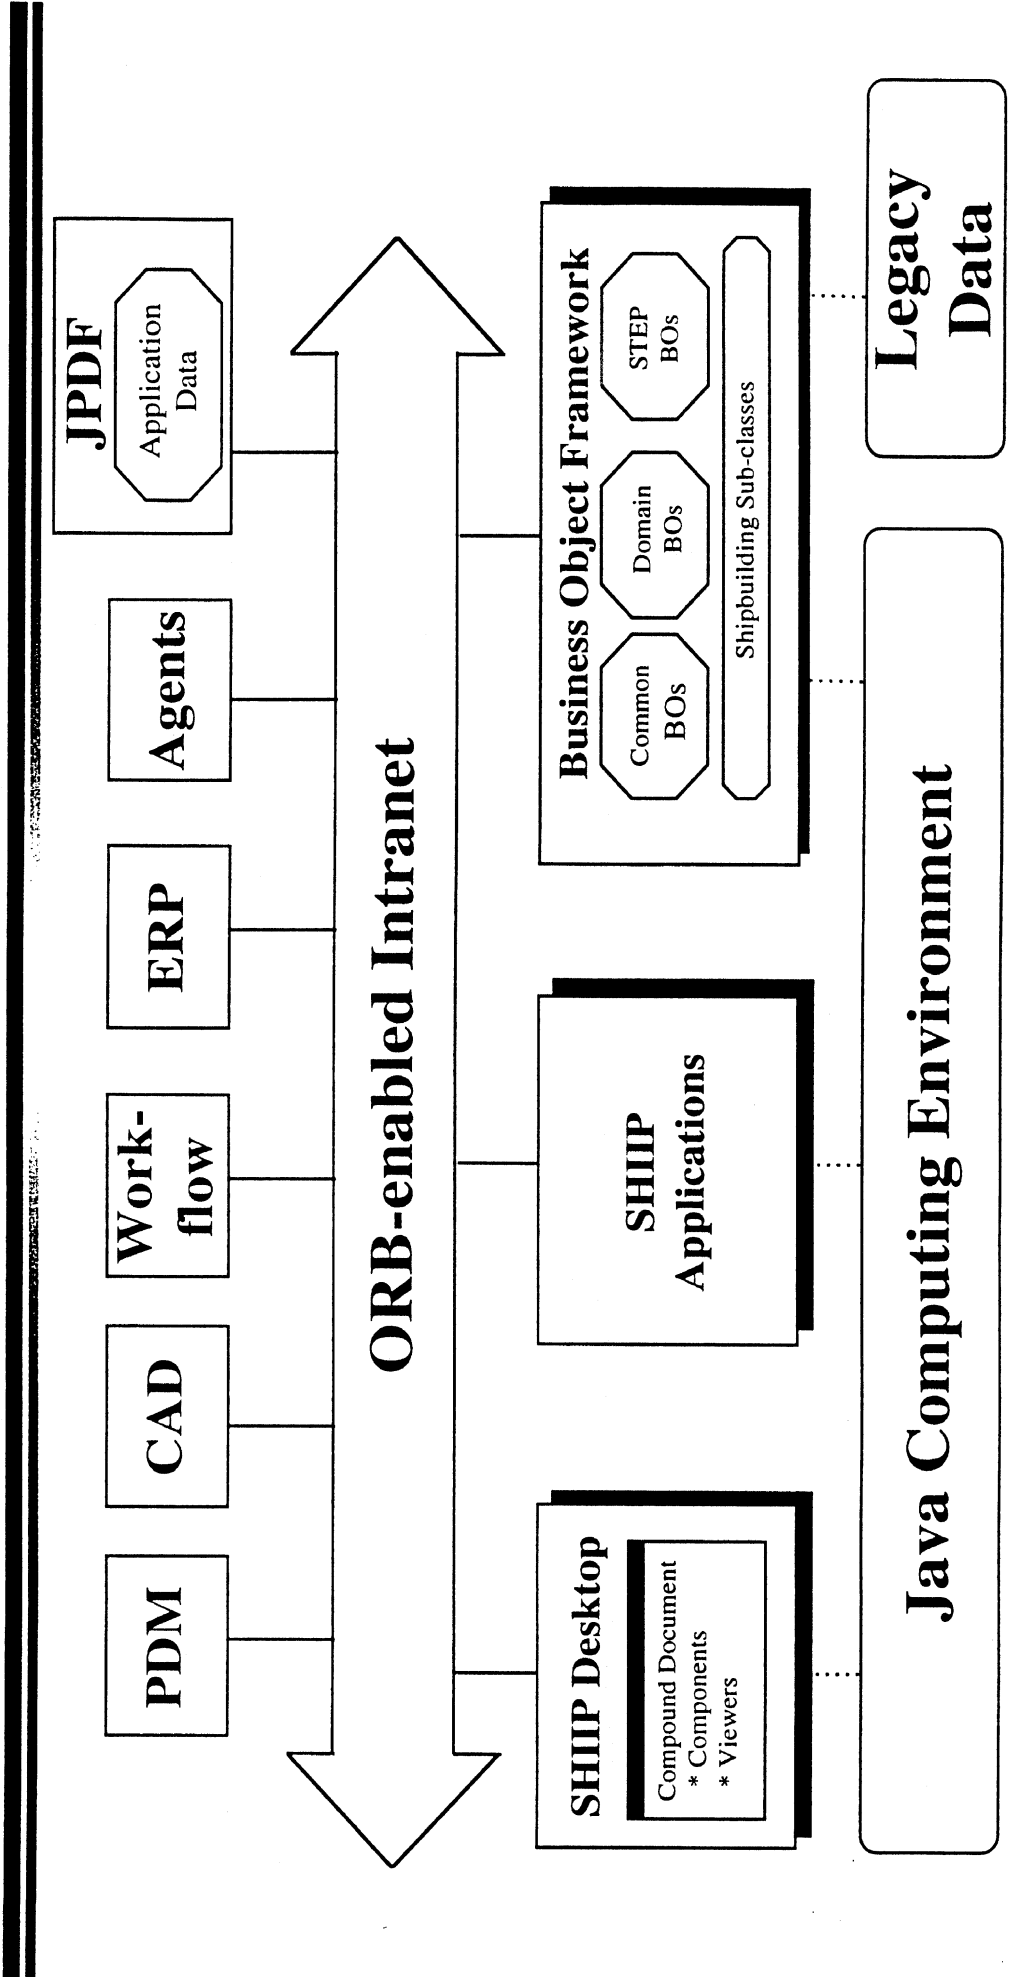 PDM
CAD
Work-
flow
ERP
Agents
JPDF
Application
Data
ORB-enabled Intranet
SHIIP Desktop
Compound Document
* Components
* Viewers
SHIIP
Applications
Business Object Framework
Common
BOs
Domain
BOs
STEP
BOs
Shipbuilding Sub-classes
Java Computing Environment
Legacy
Data